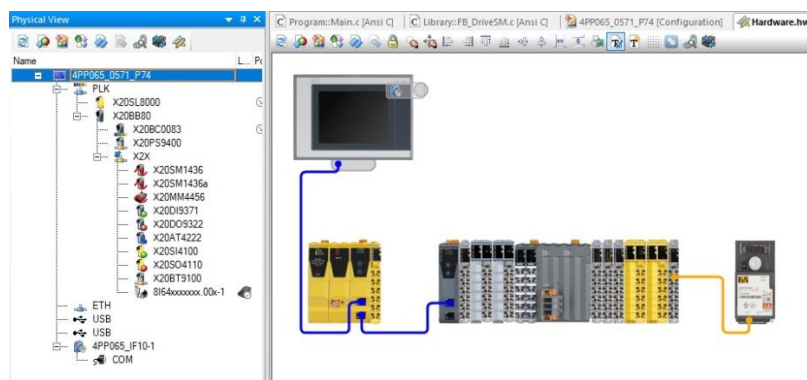 Physical View
Program::Main.c [Ansi C]
Library::FB_DriveSM.c [Ansi C]
4PP065_0571_P74 [Configuration]
Hardware.hw
Name
L...
4PP065_0571_P74
PLK
X20SL8000
X20BB80
X20BC0083
X20PS9400
X2X
X20SM1436
X20SM1436a
X20MM4456
X20DI9371
X20DO9322
X20AT4222
X20SI4100
X20SO4110
X20BT9100
8I64xxxxxxx.00x-1
ETH
USB
USB
4PP065_IF10-1
COM